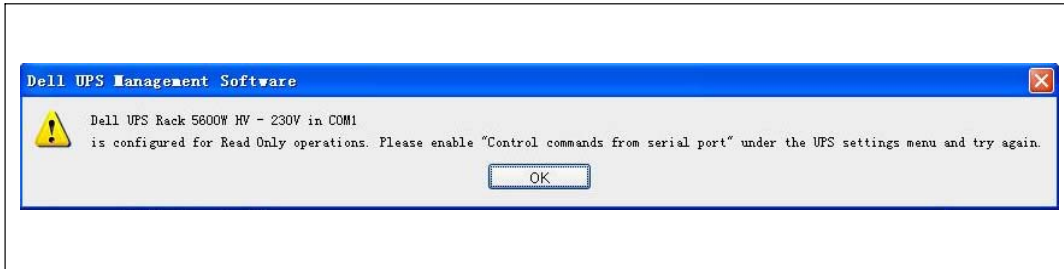 Dell UPS Management Software
Dell UPS Rack 5600W HV - 230V in COM1
is configured for Read Only operations. Please enable "Control commands from serial port" under the UPS settings menu and try again.
OK